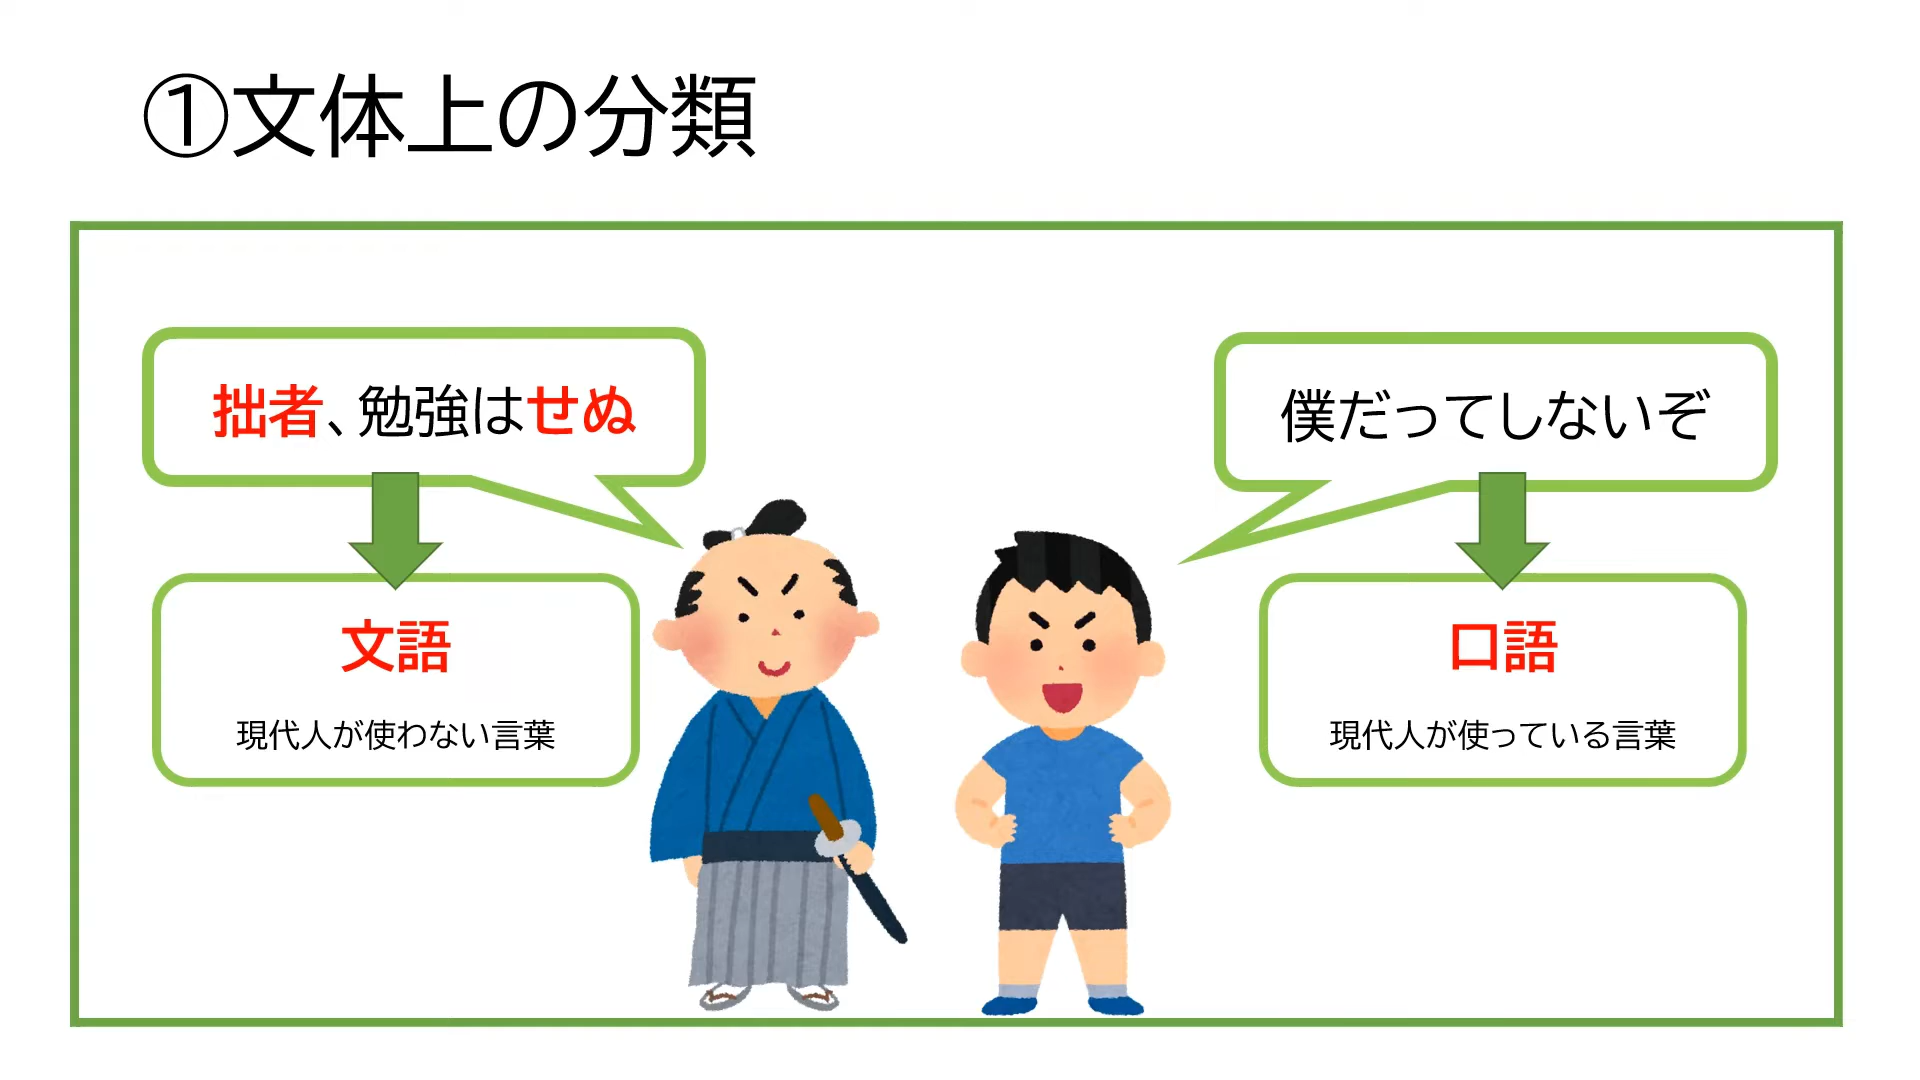 ①文体上の分類
拙者、勉強はせぬ
僕だってしないぞ
文語
現代人が使わない言葉
口語
現代人が使っている言葉